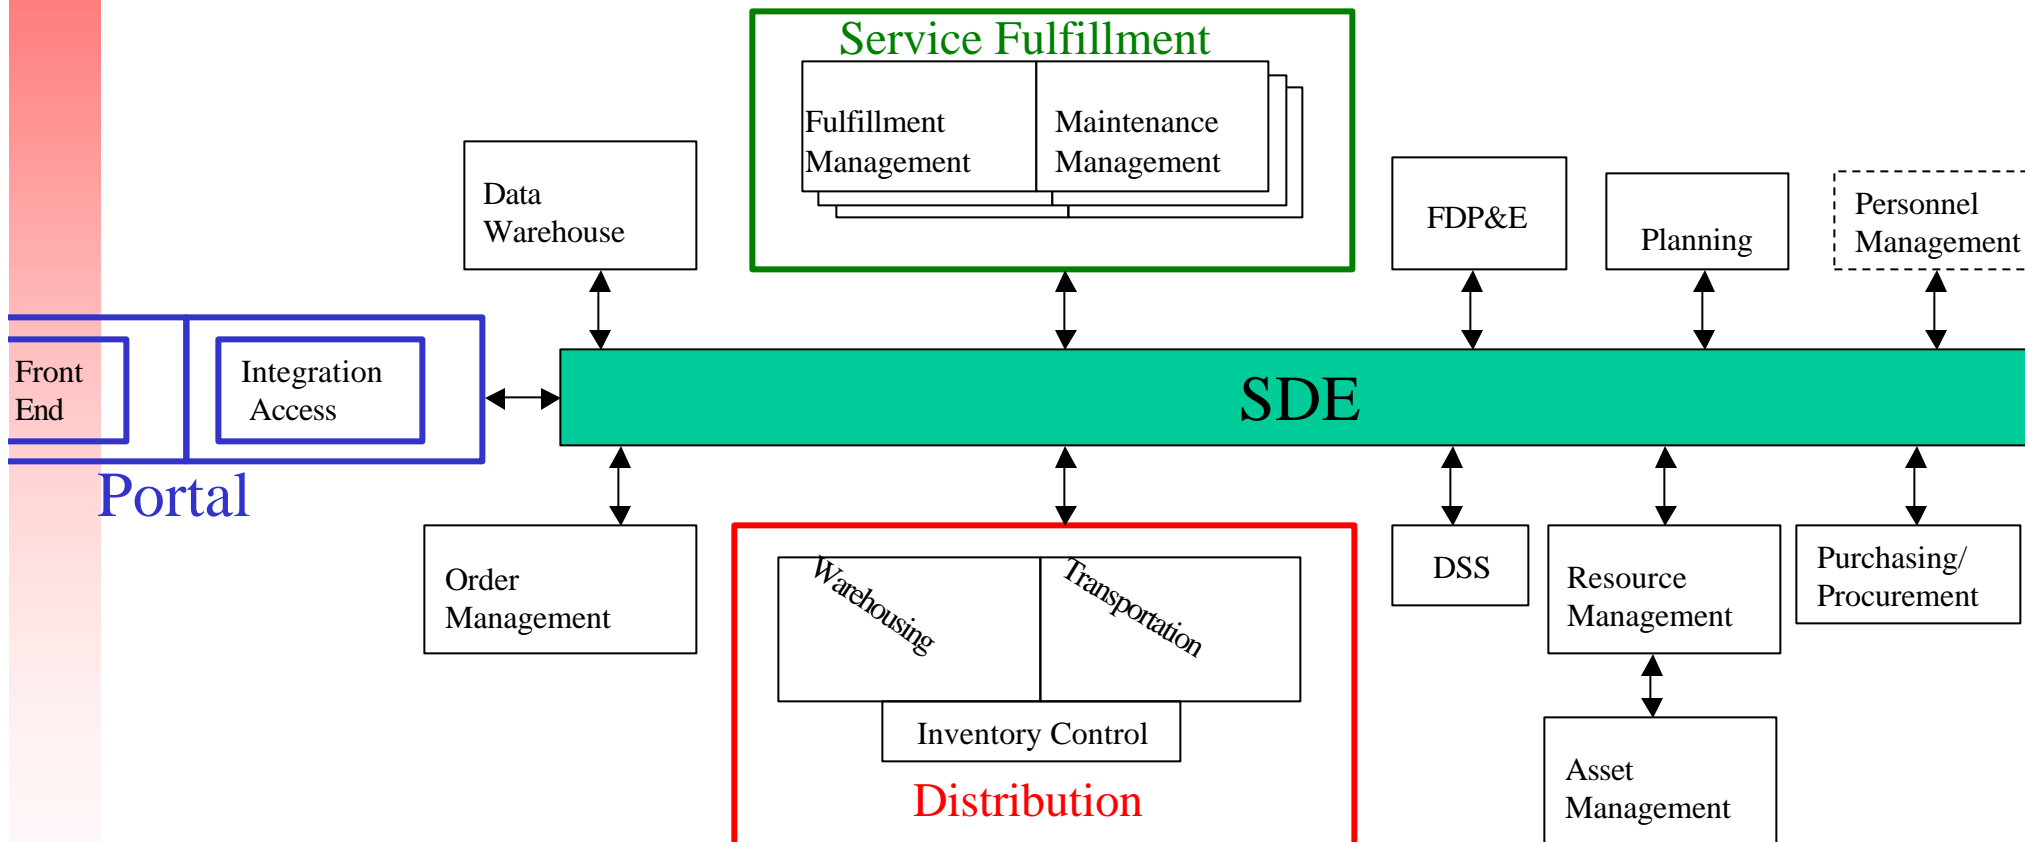 Service Fulfillment
Fulfillment
Management
Maintenance
Management
Data
Warehouse
FDP&E
Planning
Personnel
Management
Front
End
Integration
Access
SDE
Portal
Order
Management
Warehousing
Transportation
Inventory Control
Distribution
DSS
Resource
Management
Purchasing/
Procurement
Asset
Management